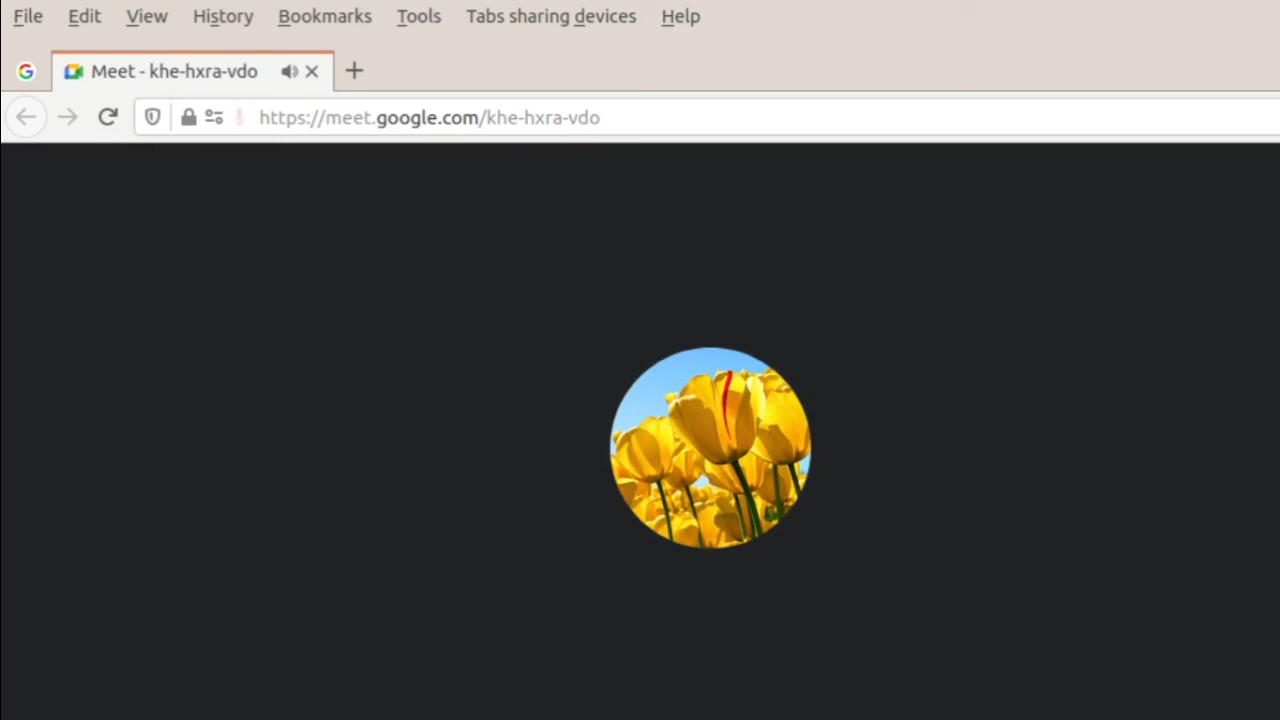 File Edit View History Bookmarks Tools Tabs sharing devices Help
G Meet - khe-hxra-vdo
https://meet.google.com/khe-hxra-vdo